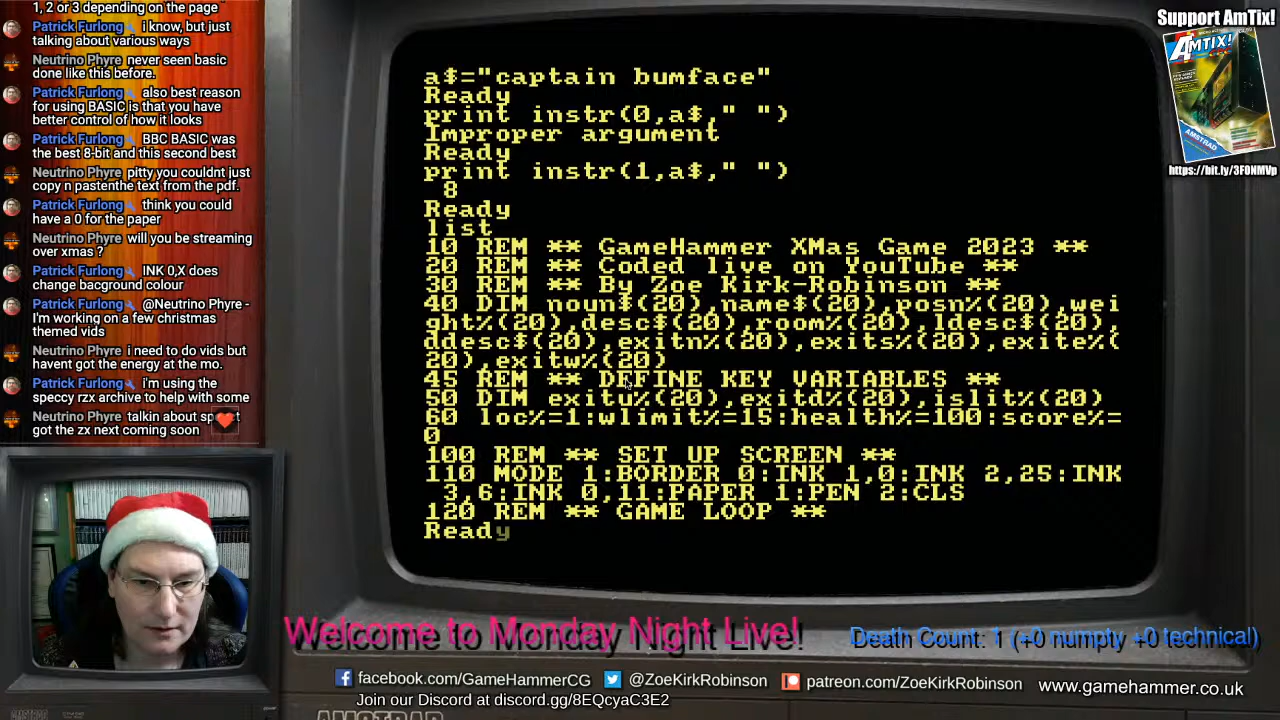 1, 2 or 3 depending on the page
Patrick Furlong i know, but just
talking about various ways
Neutrino Phyre never seen basic
done like this before.
Patrick Furlong also best reason
for using BASIC is that you have
better control of how it looks
Patrick Furlong BBC BASIC was
the best 8-bit and this second best
Neutrino Phyre pitty you couldnt just
copy n pastenthe text from the pdf.
Patrick Furlong think you could
have a 0 for the paper
Neutrino Phyre will you be streaming
over xmas ?
Patrick Furlong INK 0,X does
change bacground colour
Patrick Furlong @Neutrino Phyre -
I'm working on a few christmas
themed vids
Neutrino Phyre i need to do vids but
havent got the energy at the mo.
Patrick Furlong i'm using the
speccy rzx archive to help with some
Neutrino Phyre talkin about
got the zx next coming soon
a$="captain bumface"
Ready
print instr(0,a$," ")
Improper argument
Ready
print instr(1,a$," ")
8
Ready
list
10 REM ** GameHammer XMas Game 2023 **
20 REM ** Coded live on YouTube **
30 REM ** By Zoe Kirk-Robinson **
40 DIM noun$(20),name$(20),posn%(20),wei
ght%(20),desc$(20),room%(20),ldesc$(20),
ddesc$(20),exitn%(20),exits%(20),exite%(
20),exitw%(20)
45 REM ** DEFINE KEY VARIABLES **
50 DIM exitu%(20),exitd%(20),islit%(20)
60 loc%=1:wlimit%=15:health%=100:score%=
0
100 REM ** SET UP SCREEN **
110 MODE 1:BORDER 0:INK 1,0:INK 2,25:INK
3,6:INK 0,11:PAPER 1:PEN 2:CLS
120 REM ** GAME LOOP **
Ready
Support AmTix!
AMTIX!
AMSTRAD
https://bit.ly/3F0NMVp
Welcome to Monday Night Live!
Death Count: 1 (+0 numpty +0 technical)
facebook.com/GameHammerCG @ZoeKirkRobinson patreon.com/ZoeKirkRobinson www.gamehammer.co.uk
Join our Discord at discord.gg/8EQcyaC3E2
AMSTRAD